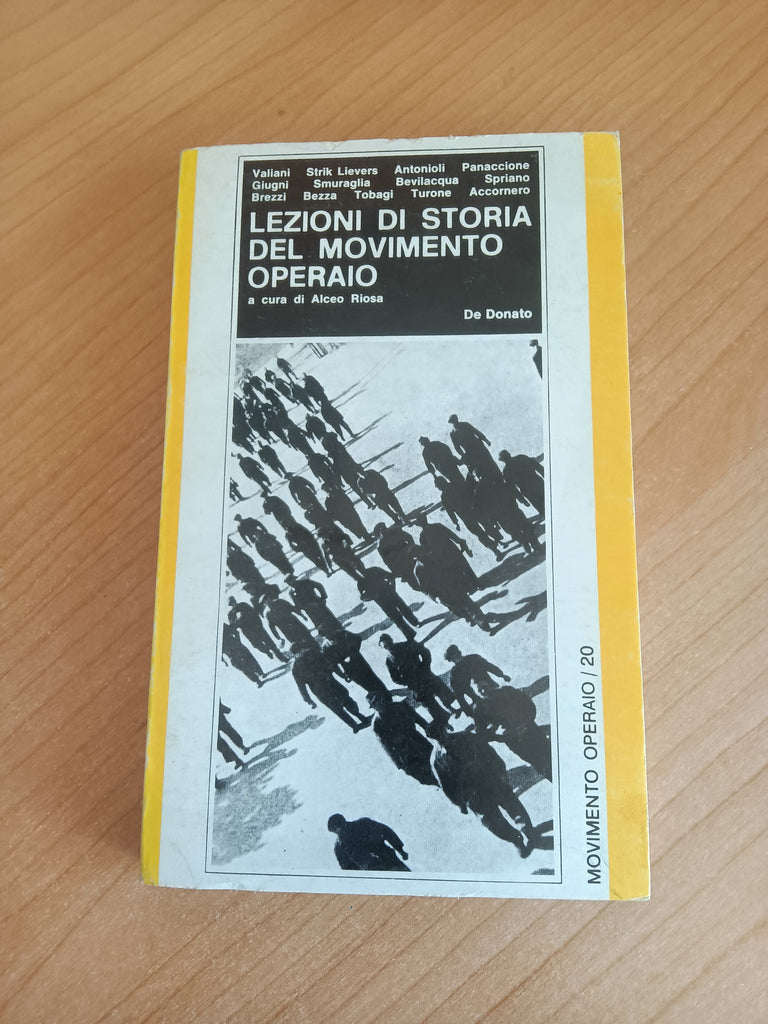 Valiani Strik Lievers Antonioli Panaccione
Giugni Smuraglia Bevilacqua Spriano
Brezzi Bezza Tobagi Turone Accornero
LEZIONI DI STORIA
DEL MOVIMENTO
OPERAIO
a cura di Alceo Riosa
De Donato
MOVIMENTO OPERAIO / 20